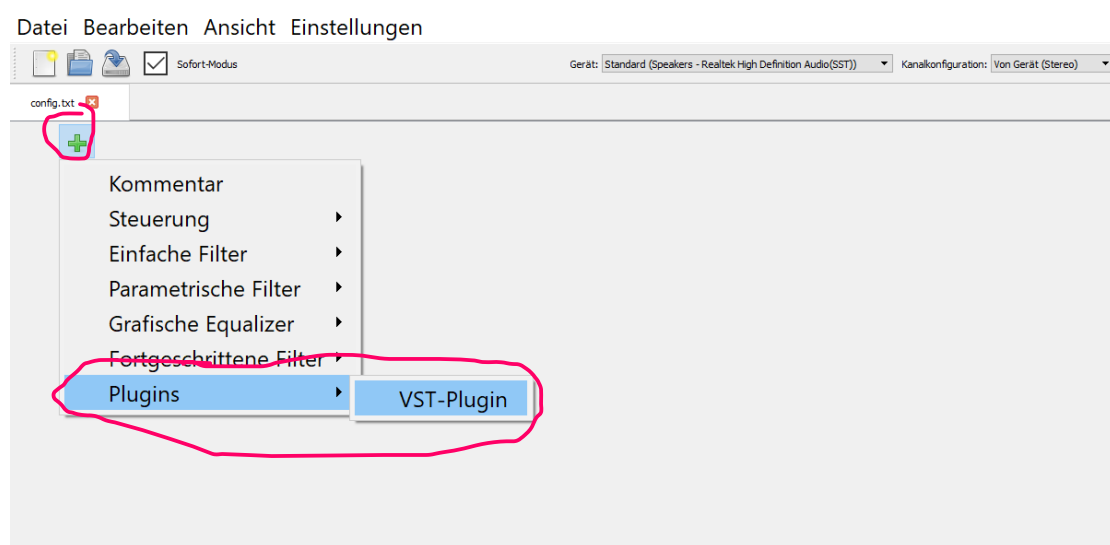 Datei Bearbeiten Ansicht Einstellungen
Sofort-Modus Gerät: Standard (Speakers - Realtek High Definition Audio(SST)) Kanalkonfiguration: Von Gerät (Stereo)
config.txt
Kommentar
Steuerung
Einfache Filter
Parametrische Filter
Grafische Equalizer
Fortgeschrittene Filter
Plugins VST-Plugin